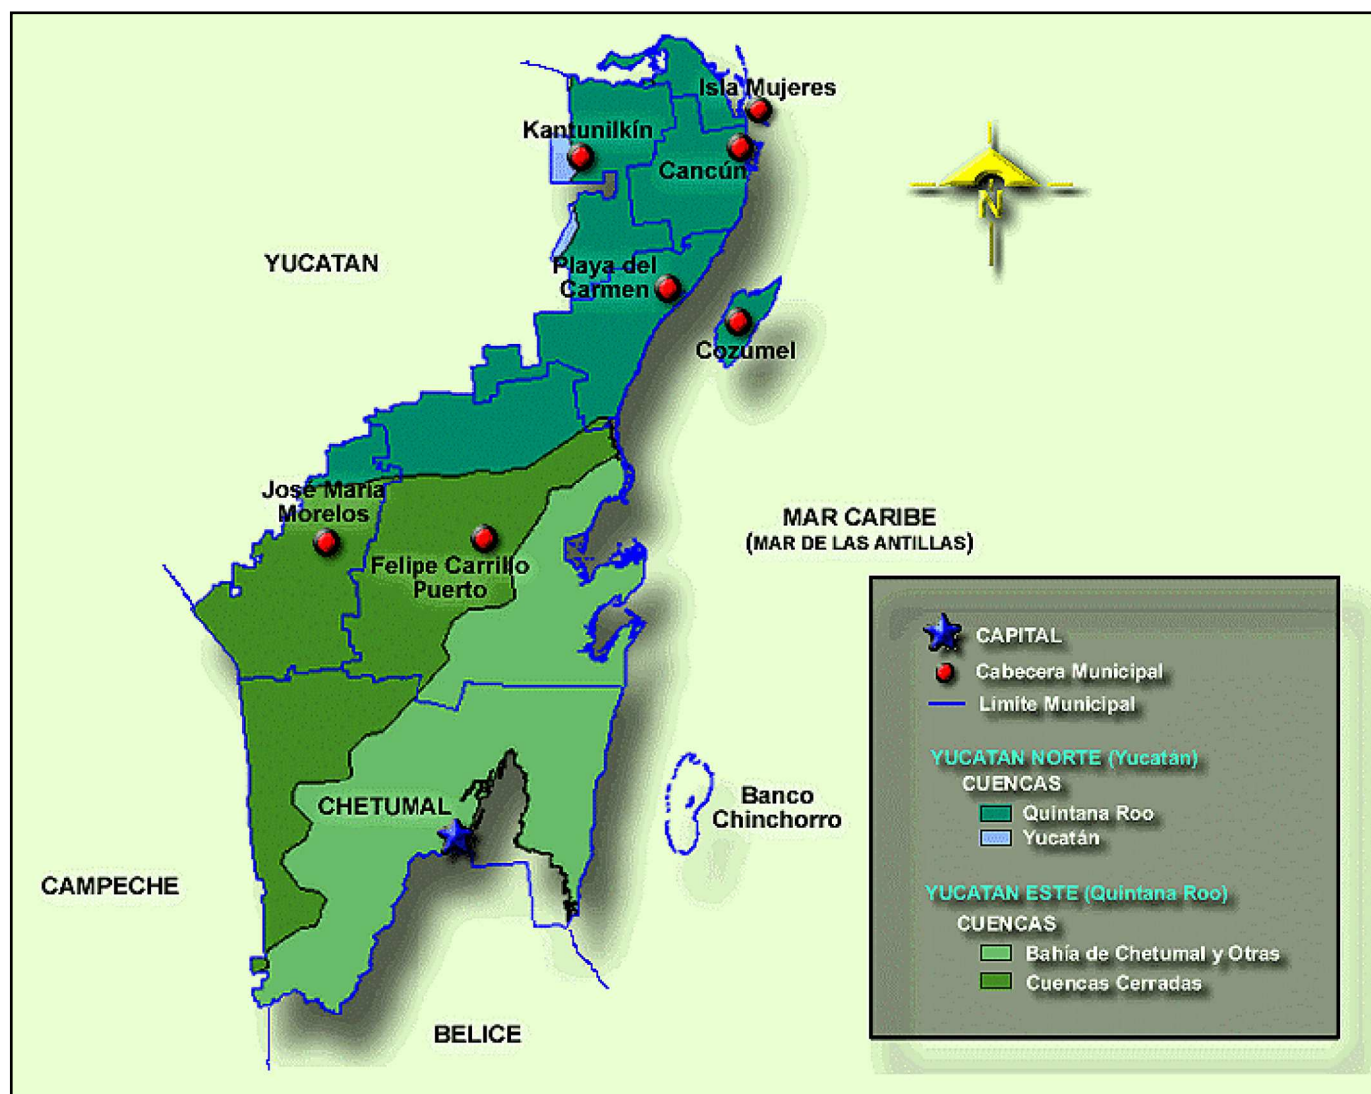 Isla Mujeres
Kantunilkín
Cancún
N
YUCATAN
Playa del
Carmen
Cozumel
José María
Morelos
MAR CARIBE
(MAR DE LAS ANTILLAS)
Felipe Carrillo
Puerto
CHETUMAL
Banco
Chinchorro
CAMPECHE
BELICE
CAPITAL
Cabecera Municipal
Límite Municipal
YUCATAN NORTE (Yucatán)
CUENCAS
Quintana Roo
Yucatán
YUCATAN ESTE (Quintana Roo)
CUENCAS
Bahía de Chetumal y Otras
Cuencas Cerradas